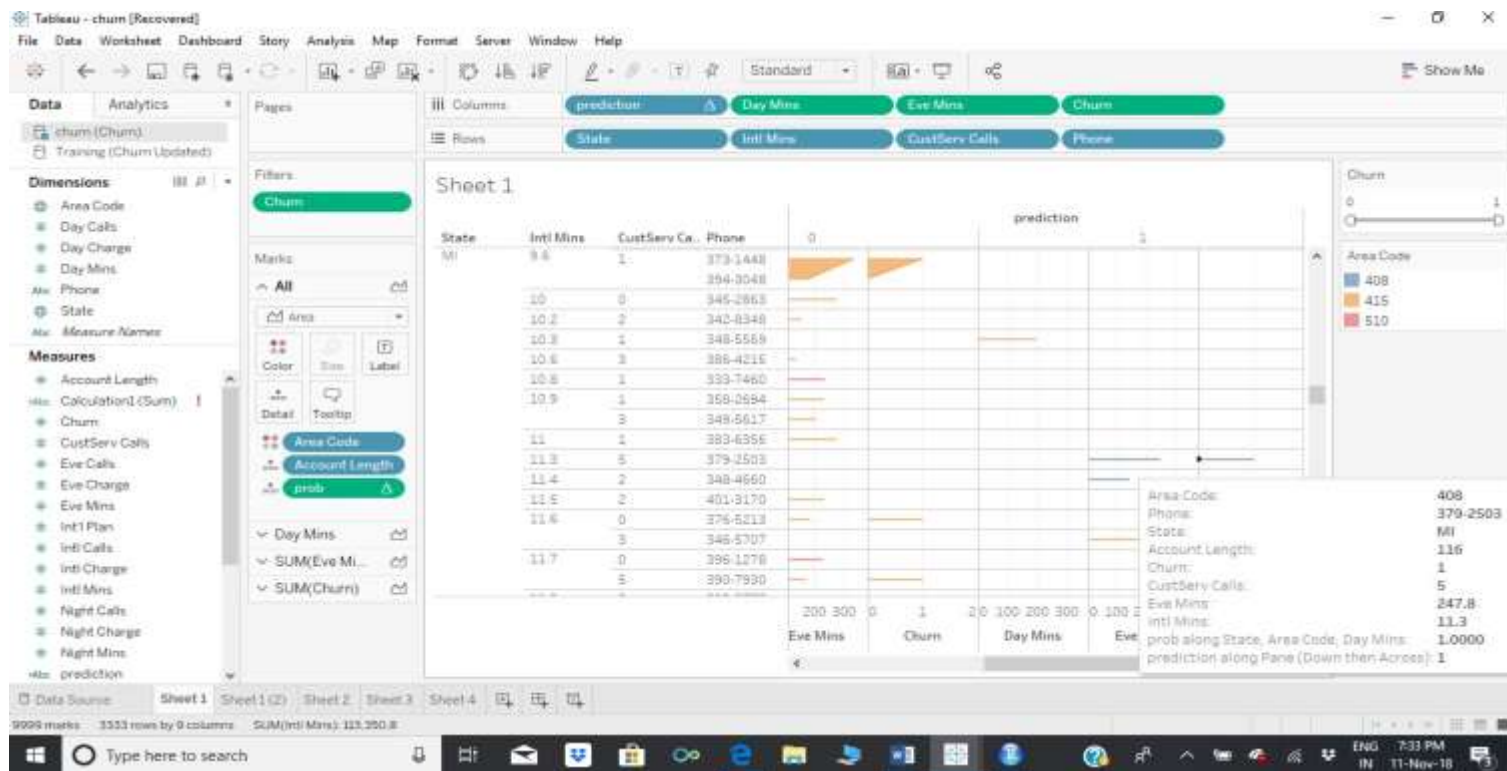 Tableau - churn [Recovered]
File Data Worksheet Dashboard Story Analysis Map Format Server Window Help
Standard
Show Me
Data Analytics
churn (Churn)
Training (Churn Updated)
Dimensions
Area Code
Day Calls
Day Charge
Day Mins
Abc Phone
State
Abc Measure Names
Measures
Account Length
Calculation1 (Sum) !
Churn
CustServ Calls
Eve Calls
Eve Charge
Eve Mins
Int'l Plan
Intl Calls
Intl Charge
Intl Mins
Night Calls
Night Charge
Night Mins
prediction
Pages
Filters
Churn
Marks
All
Area
Color Size Label
Detail Tooltip
Area Code
Account Length
prob
Day Mins
SUM(Eve Mi...
SUM(Churn)
Columns prediction Day Mins Eve Mins Churn
Rows State Intl Mins CustServ Calls Phone
Sheet 1
prediction
State Intl Mins CustServ Ca.. Phone 0 1
MI 9.6 1 373-1448
394-3048
10 0 345-2863
10.2 2 342-8348
10.3 1 348-5569
10.6 3 386-4215
10.8 1 333-7460
10.9 1 358-2694
3 349-5617
11 1 383-6356
11.3 5 379-2503
11.4 2 348-4660
11.5 2 401-3170
11.6 0 376-5213
3 346-5707
11.7 0 396-1278
5 390-7930
200 300 0 1 2 0 100 200 300 0 100
Eve Mins Churn Day Mins Eve
Churn
0 1
Area Code
408
415
510
Area Code: 408
Phone: 379-2503
State: MI
Account Length: 116
Churn: 1
CustServ Calls: 5
Eve Mins: 247.8
Intl Mins: 11.3
prob along State, Area Code, Day Mins: 1.0000
prediction along Pane (Down then Across): 1
Data Source Sheet 1 Sheet 1 (2) Sheet 2 Sheet 3 Sheet 4
9999 marks 3333 rows by 9 columns SUM(Intl Mins): 113,350.8
Type here to search
ENG 7:33 PM
IN 11-Nov-18